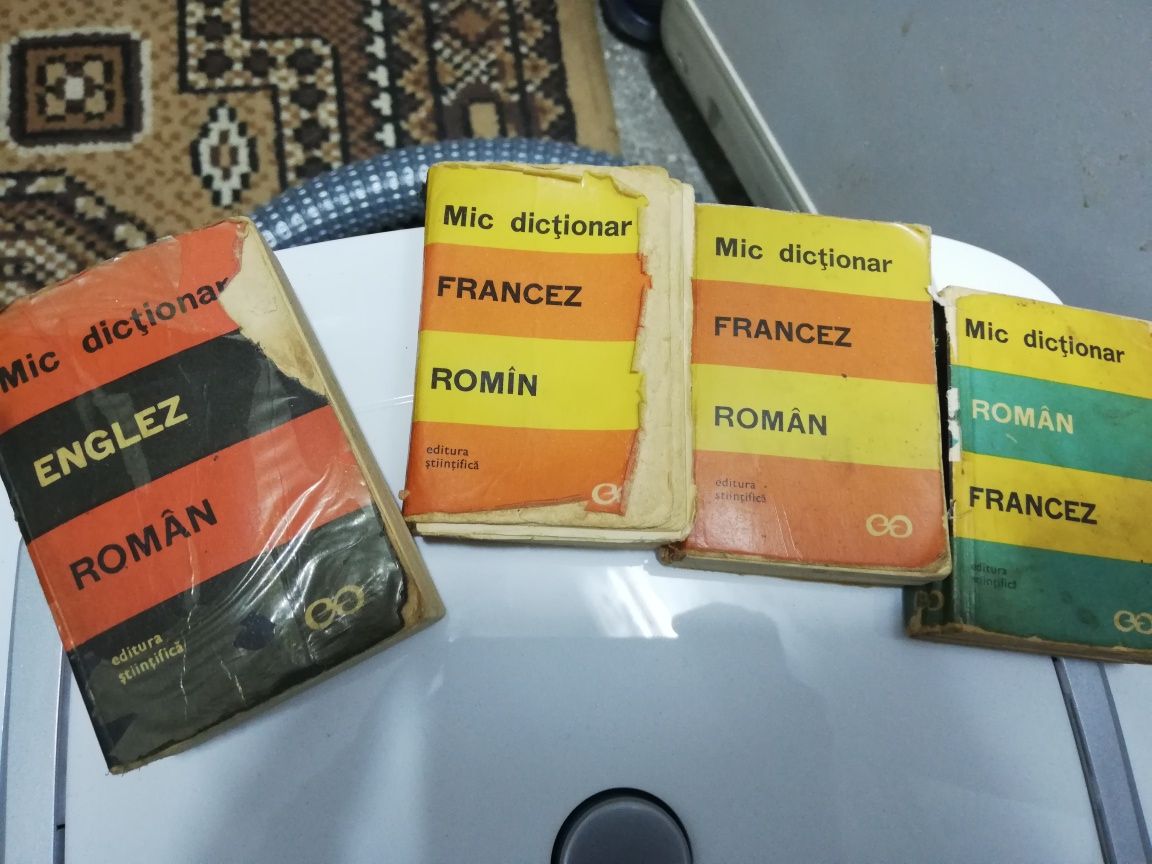 Mic dicţionar
ENGLEZ
ROMÂN
editura
ştiinţifică
Mic dicţionar
FRANCEZ
ROMÎN
editura
ştiinţifică
Mic dicţionar
FRANCEZ
ROMÂN
editura
ştiinţifică
Mic dicţionar
ROMÂN
FRANCEZ
editura
ştiinţifică